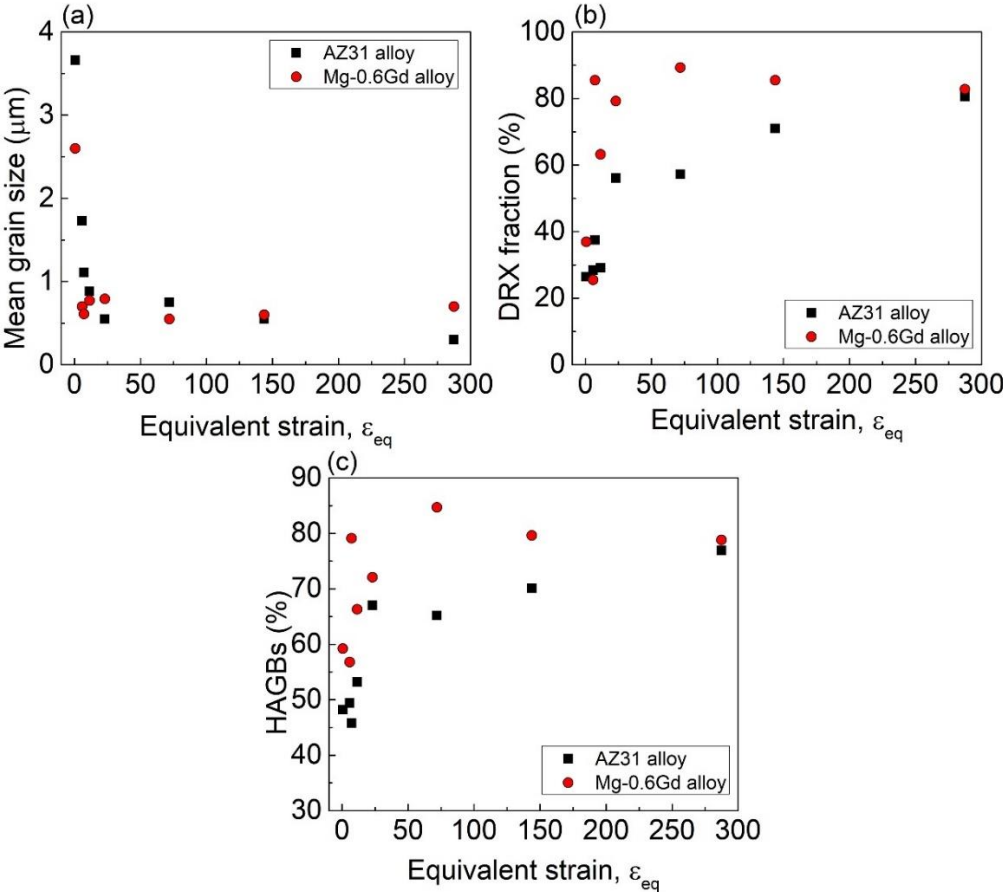 (a)
4
3
2
1
0
Mean grain size (μm)
AZ31 alloy
Mg-0.6Gd alloy
0 50 100 150 200 250 300
Equivalent strain, εeq
(b)
100
80
60
40
20
0
DRX fraction (%)
AZ31 alloy
Mg-0.6Gd alloy
0 50 100 150 200 250 300
Equivalent strain, εeq
(c)
90
80
70
60
50
40
30
HAGBs (%)
AZ31 alloy
Mg-0.6Gd alloy
0 50 100 150 200 250 300
Equivalent strain, εeq